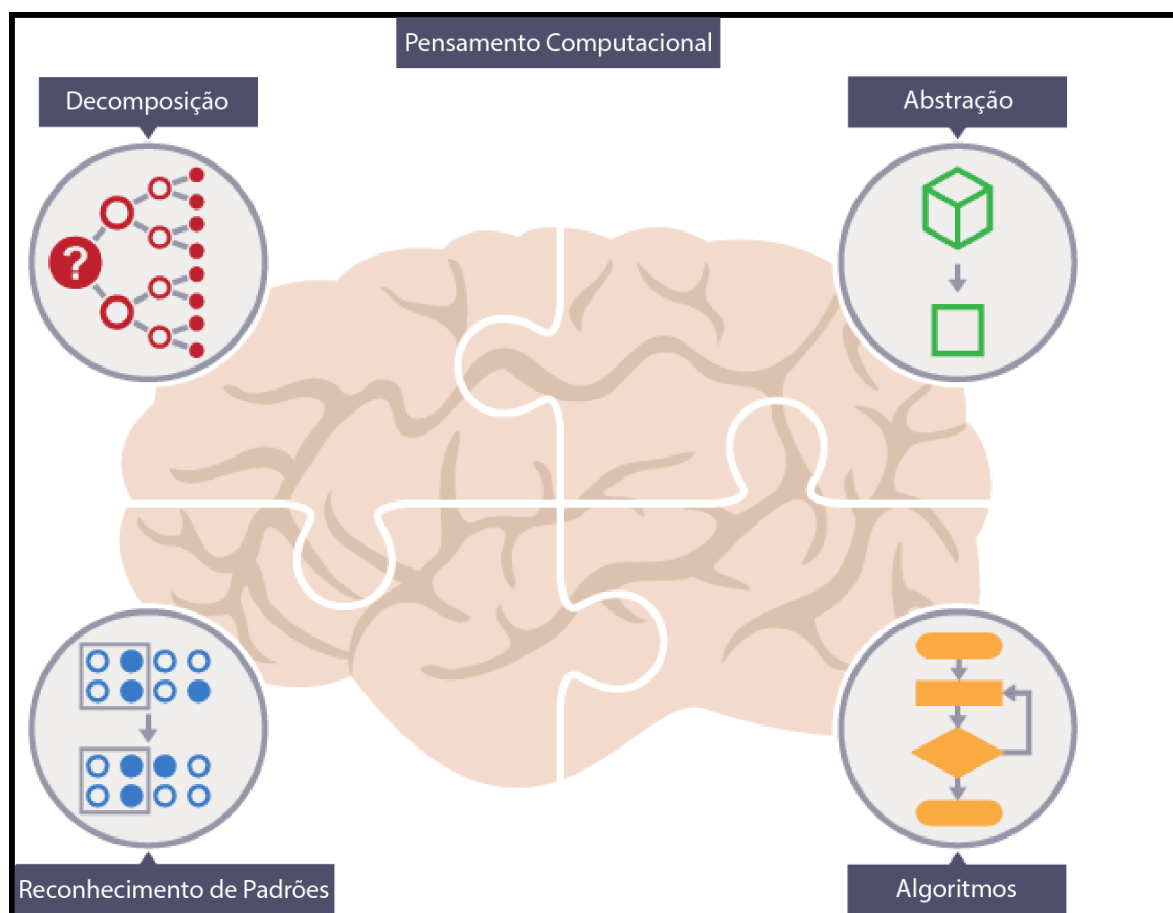 Pensamento Computacional
Decomposição
Abstração
?
Reconhecimento de Padrões
Algoritmos